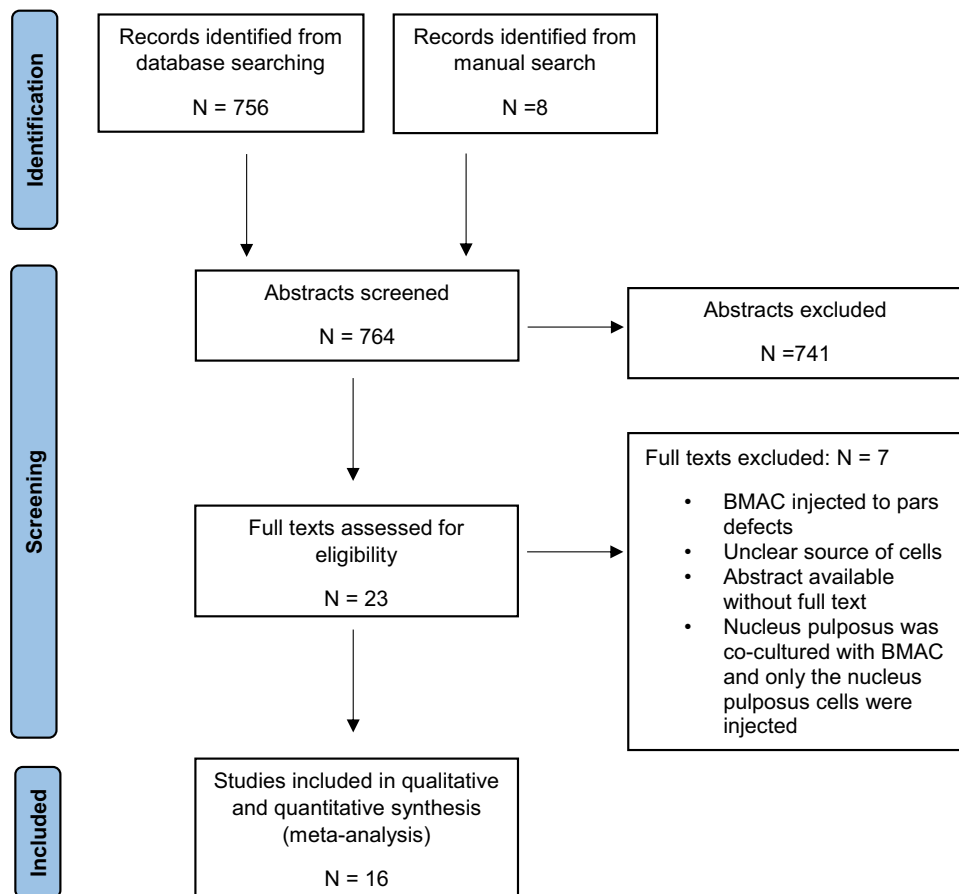 Identification
Records identified from
database searching
N = 756
Records identified from
manual search
N =8
Screening
Abstracts screened
N = 764
Abstracts excluded
N =741
Full texts assessed for
eligibility
N = 23
Full texts excluded: N = 7
• BMAC injected to pars
defects
• Unclear source of cells
• Abstract available
without full text
• Nucleus pulposus was
co-cultured with BMAC
and only the nucleus
pulposus cells were
injected
Included
Studies included in qualitative
and quantitative synthesis
(meta-analysis)
N = 16